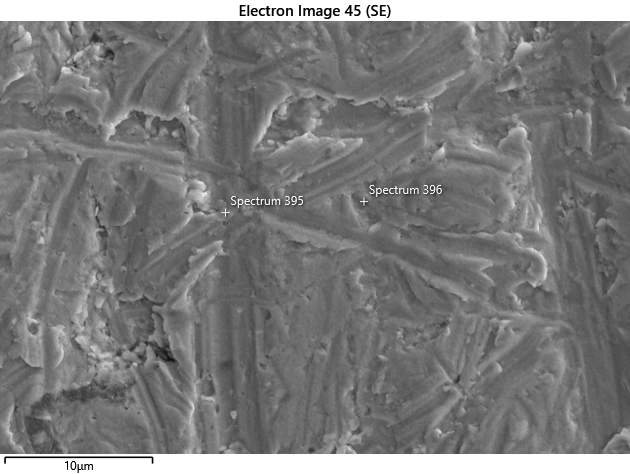 Electron Image 45 (SE)
Spectrum 396
Spectrum 395
10μm